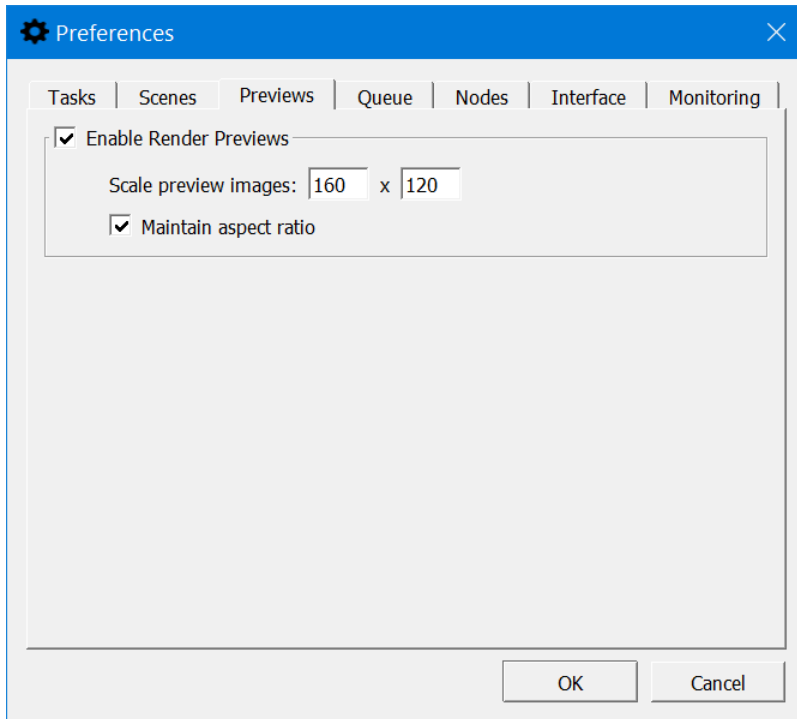 Preferences
Tasks Scenes Previews Queue Nodes Interface Monitoring
Enable Render Previews
Scale preview images: 160 x 120
Maintain aspect ratio
OK Cancel